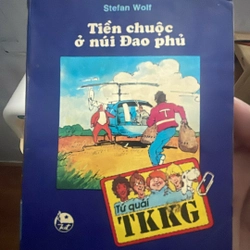 Stefan Wolf
Tiền chuộc
ở núi Đao phủ
Tứ quái
TKKG